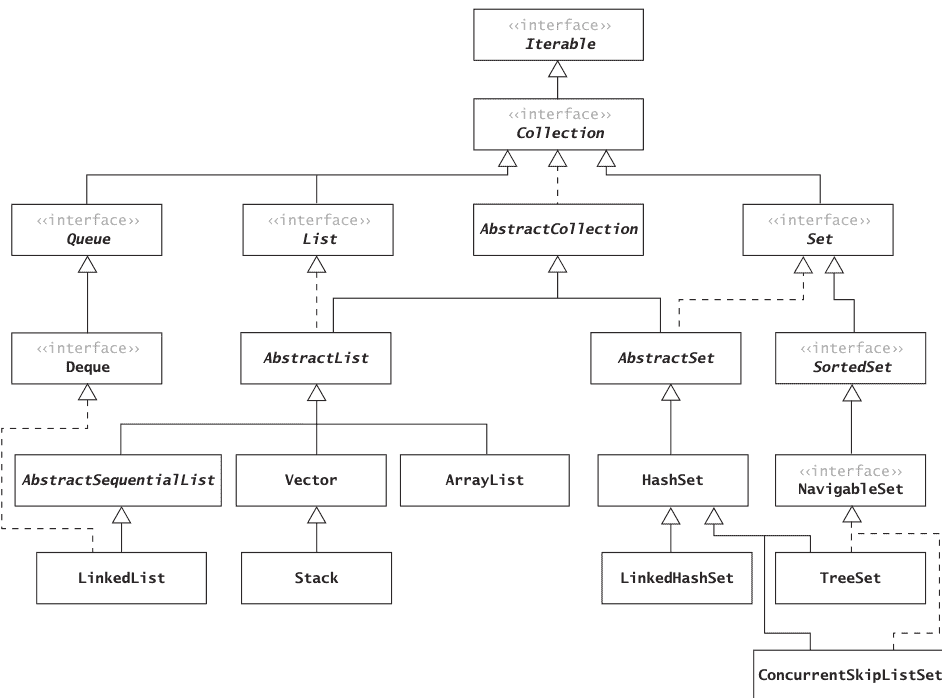 ‹‹interface››
Iterable
‹‹interface››
Collection
‹‹interface››
Queue
‹‹interface››
List
AbstractCollection
‹‹interface››
Set
‹‹interface››
Deque
AbstractList
AbstractSet
‹‹interface››
SortedSet
AbstractSequentialList
Vector
ArrayList
HashSet
‹‹interface››
NavigableSet
LinkedList
Stack
LinkedHashSet
TreeSet
ConcurrentSkipListSet